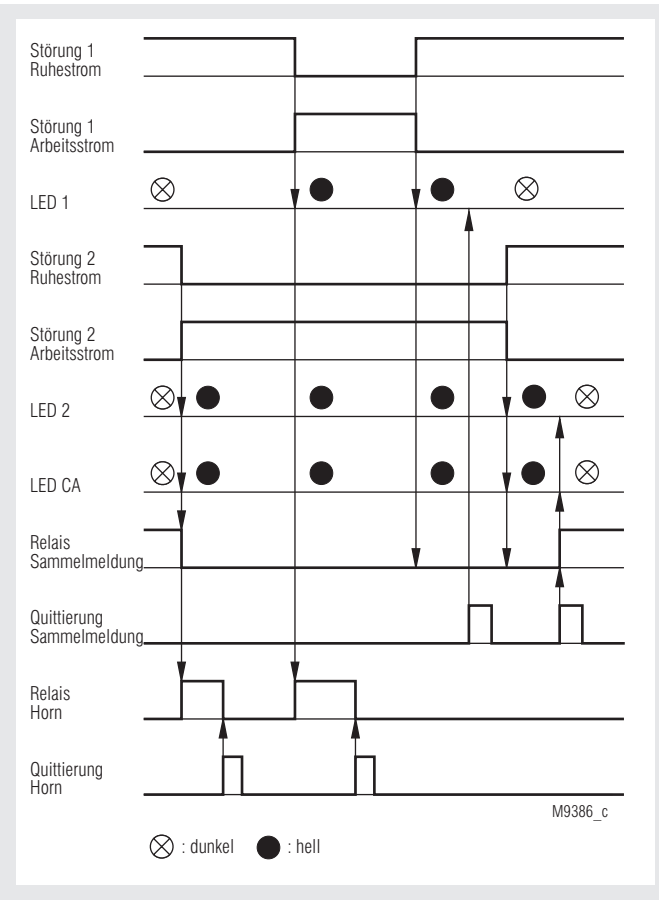 Störung 1
Ruhestrom
Störung 1
Arbeitsstrom
LED 1
Störung 2
Ruhestrom
Störung 2
Arbeitsstrom
LED 2
LED CA
Relais
Sammelmeldung
Quittierung
Sammelmeldung
Relais
Horn
Quittierung
Horn
M9386_c
: dunkel : hell